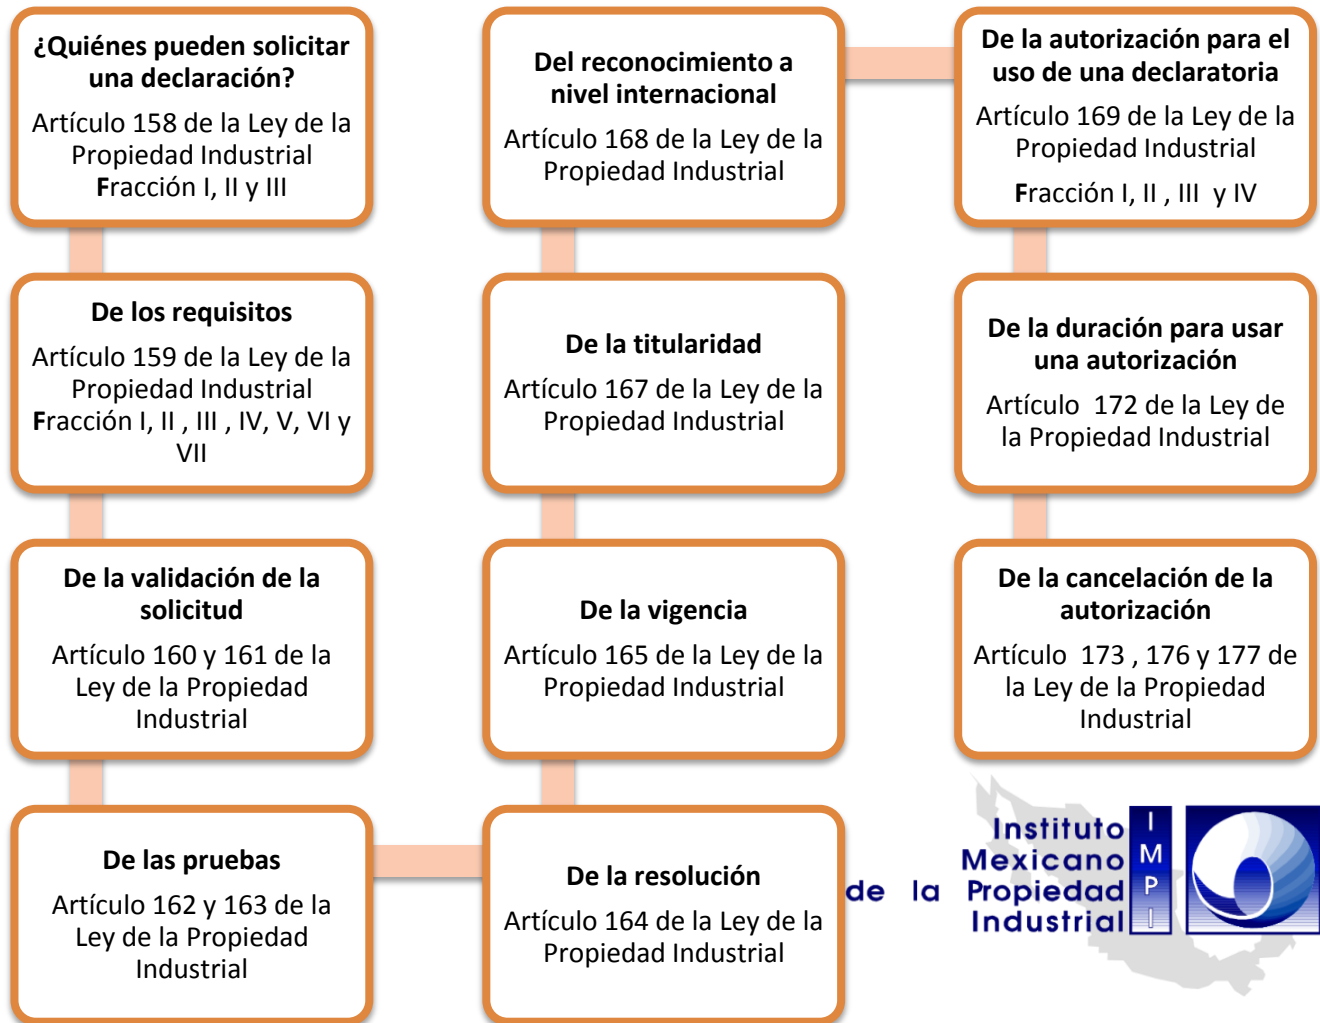 ¿Quiénes pueden solicitar
una declaración?
Artículo 158 de la Ley de la
Propiedad Industrial
Fracción I, II y III
De los requisitos
Artículo 159 de la Ley de la
Propiedad Industrial
Fracción I, II , III , IV, V, VI y
VII
De la validación de la
solicitud
Artículo 160 y 161 de la
Ley de la Propiedad
Industrial
De las pruebas
Artículo 162 y 163 de la
Ley de la Propiedad
Industrial
De la resolución
Artículo 164 de la Ley de la
Propiedad Industrial
De la vigencia
Artículo 165 de la Ley de la
Propiedad Industrial
De la titularidad
Artículo 167 de la Ley de la
Propiedad Industrial
Del reconocimiento a
nivel internacional
Artículo 168 de la Ley de la
Propiedad Industrial
De la autorización para el
uso de una declaratoria
Artículo 169 de la Ley de la
Propiedad Industrial
Fracción I, II , III  y IV
De la duración para usar
una autorización
Artículo  172 de la Ley de
la Propiedad Industrial
De la cancelación de la
autorización
Artículo  173 , 176 y 177 de
la Ley de la Propiedad
Industrial
Instituto
Mexicano
de la Propiedad
Industrial
IMPI